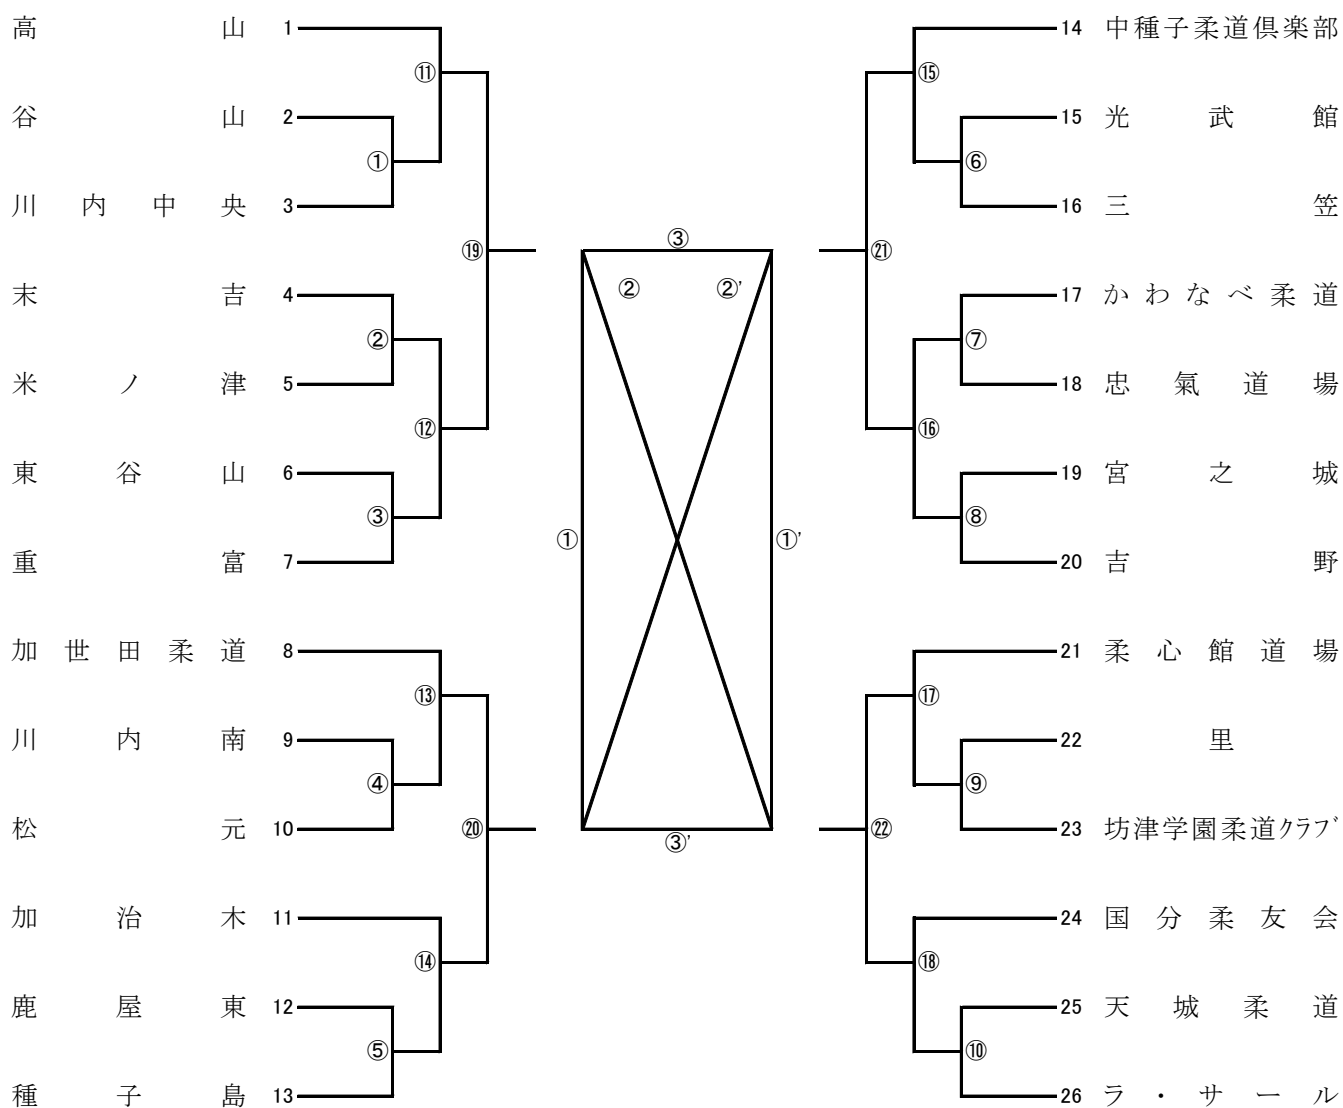 高山 1
⑪
谷山 2
①
川内中央 3
⑲
末吉 4
②
米ノ津 5
⑫
東谷山 6
③
重富 7
加世田柔道 8
⑬
川内南 9
④
松元 10
⑳
加治木 11
⑭
鹿屋東 12
⑤
種子島 13
③
② ②'
① ①'
③'
14 中種子柔道倶楽部
⑮
15 光武館
⑥
16 三笠
㉑
17 かわなべ柔道
⑦
18 忠氣道場
⑯
19 宮之城
⑧
20 吉野
21 柔心館道場
⑰
22 里
⑨
23 坊津学園柔道ｸﾗﾌﾞ
㉒
24 国分柔友会
⑱
25 天城柔道
⑩
26 ラ・サール